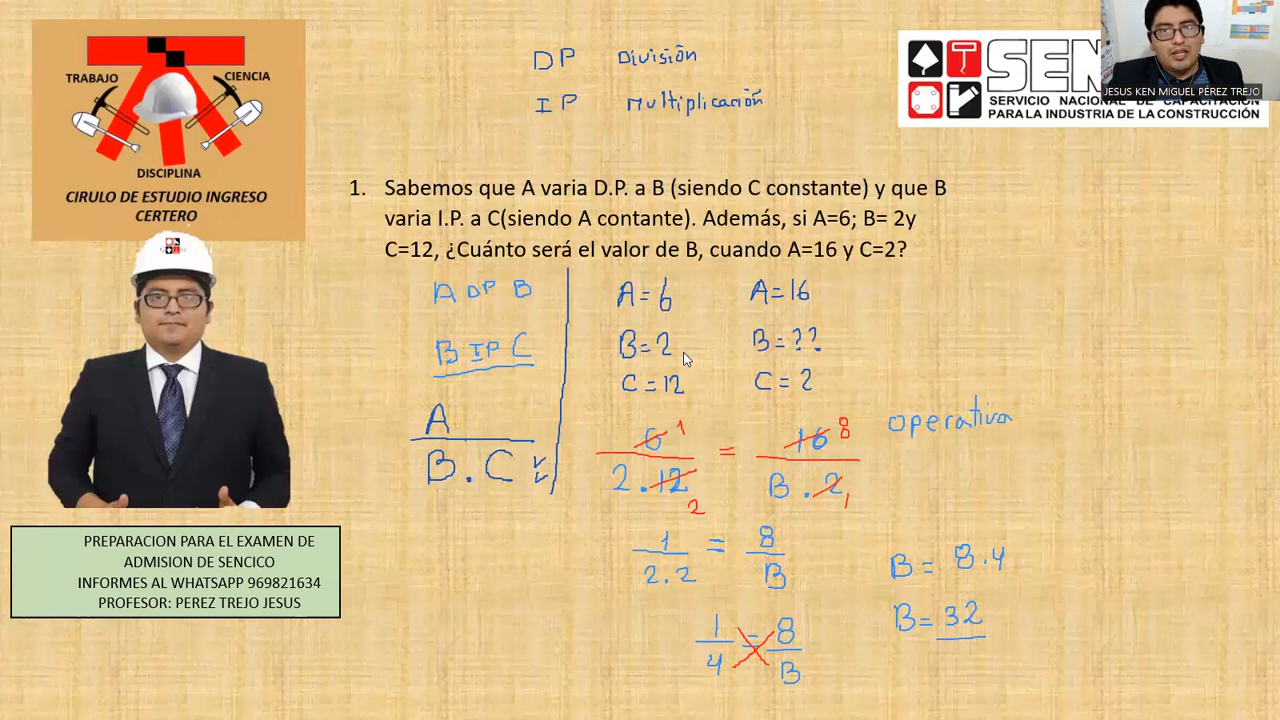 TRABAJO
CIENCIA
DISCIPLINA
CIRULO DE ESTUDIO INGRESO
CERTERO
DP División
IP Multiplicación
SEN
JESUS KEN MIGUEL PÉREZ TREJO
SERVICIO NACIONAL DE CAPACITACIÓN
PARA LA INDUSTRIA DE LA CONSTRUCCIÓN
1. Sabemos que A varia D.P. a B (siendo C constante) y que B
varia I.P. a C(siendo A contante). Además, si A=6; B= 2y
C=12, ¿Cuánto será el valor de B, cuando A=16 y C=2?
A DP B
B IP C
A
B . C
A = 6 A = 16
B = 2 B = ??
C = 12 C = 2
operativa
6 1 = 16 8
2 . 12 2 B . 2 1
1 = 8
2.2 B
1 = 8
4 B
B = 8.4
B = 32
PREPARACION PARA EL EXAMEN DE
ADMISION DE SENCICO
INFORMES AL WHATSAPP 969821634
PROFESOR: PEREZ TREJO JESUS